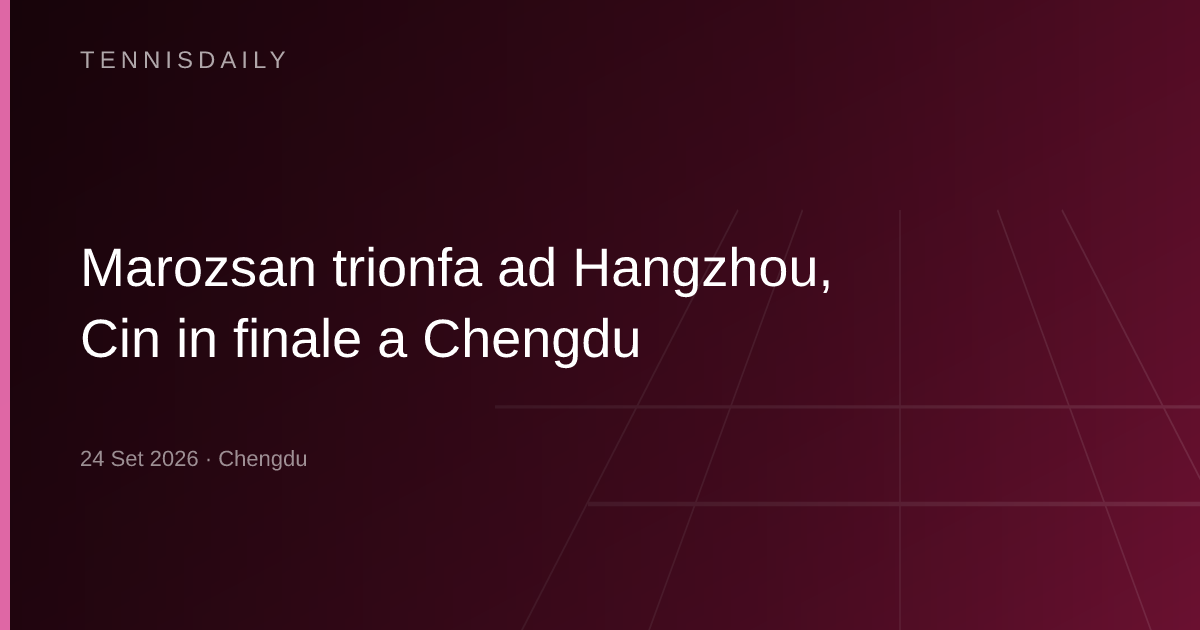 TENNISDAILY
Marozsan trionfa ad Hangzhou,
Cin in finale a Chengdu
24 Set 2026 · Chengdu